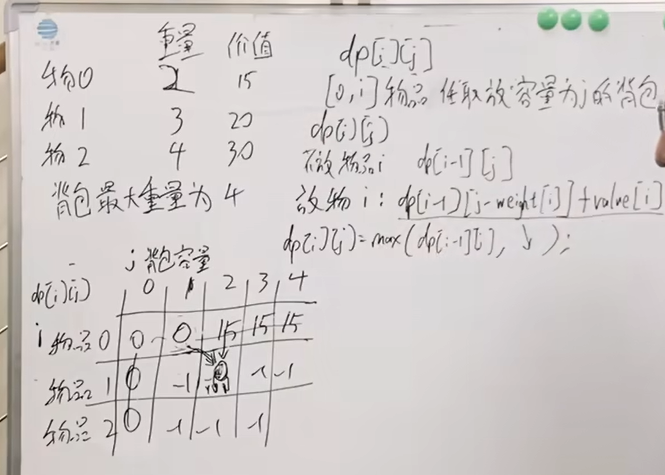 重量 价值
物0 15
物1 3 20
物2 4 30
背包最大重量为4
dp[i][j]
[0,i]物品任取放容量为j的背包
dp[i][j]
不放物品i dp[i-1][j]
放物i: dp[i-1][j-weight[i]]+value[i]
dp[i][j]=max(dp[i-1][j], ↓ );
j 背包容量
dp[i][j] 0 1 2 3 4
i 物品0 0 0 15 15 15
物品1 0 -1 -1 -1
物品2 0 -1 -1 -1